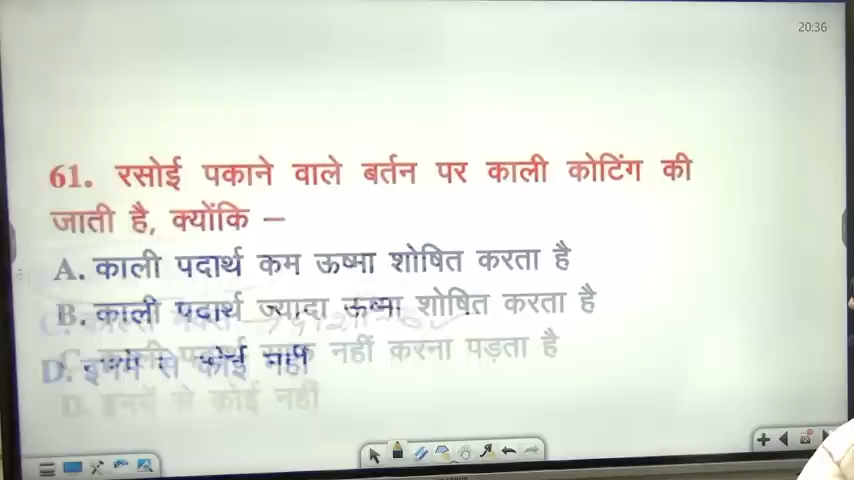 20:36
61. रसोई पकाने वाले बर्तन पर काली कोटिंग की
जाती है, क्योंकि –
A. काली पदार्थ कम ऊष्मा शोषित करता है
B. काली पदार्थ ज्यादा ऊष्मा शोषित करता है
C. काली पदार्थ साफ नहीं करना पड़ता है
D. इनमें से कोई नहीं
D. इनमें से कोई नहीं